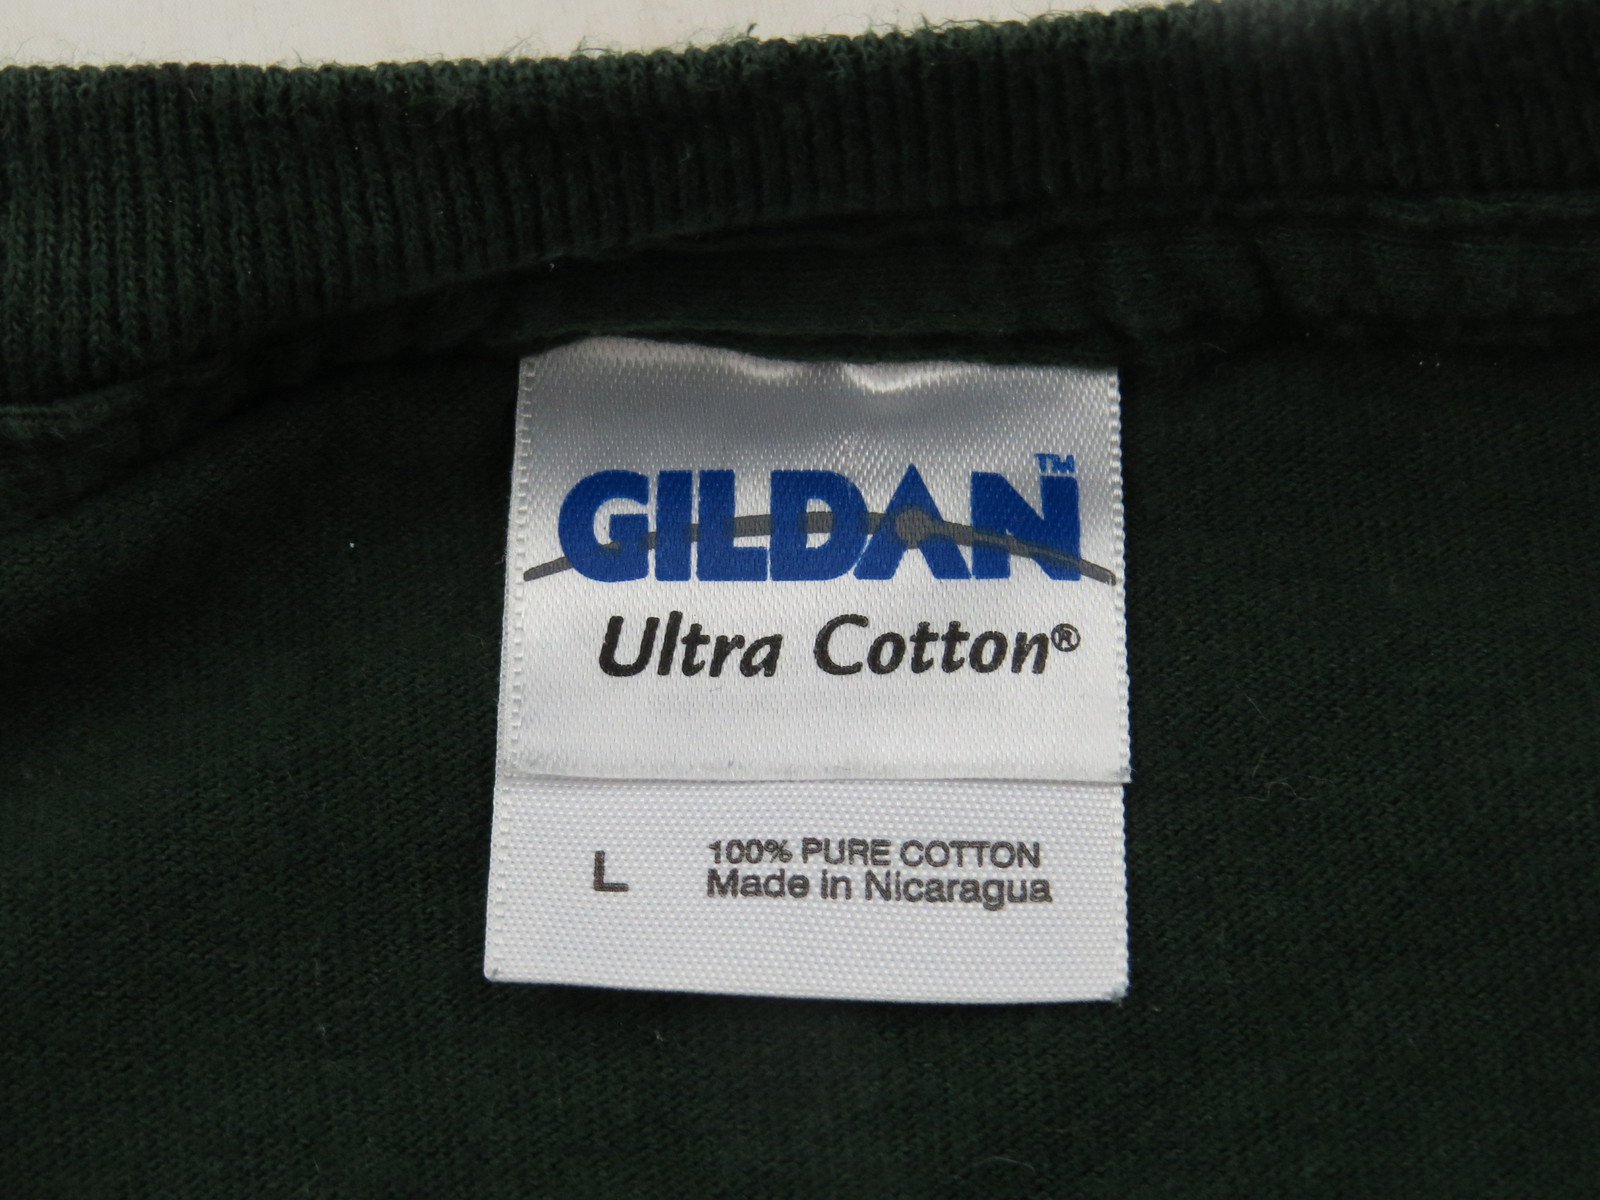 GILDAN™
Ultra Cotton®
L 100% PURE COTTON
Made in Nicaragua